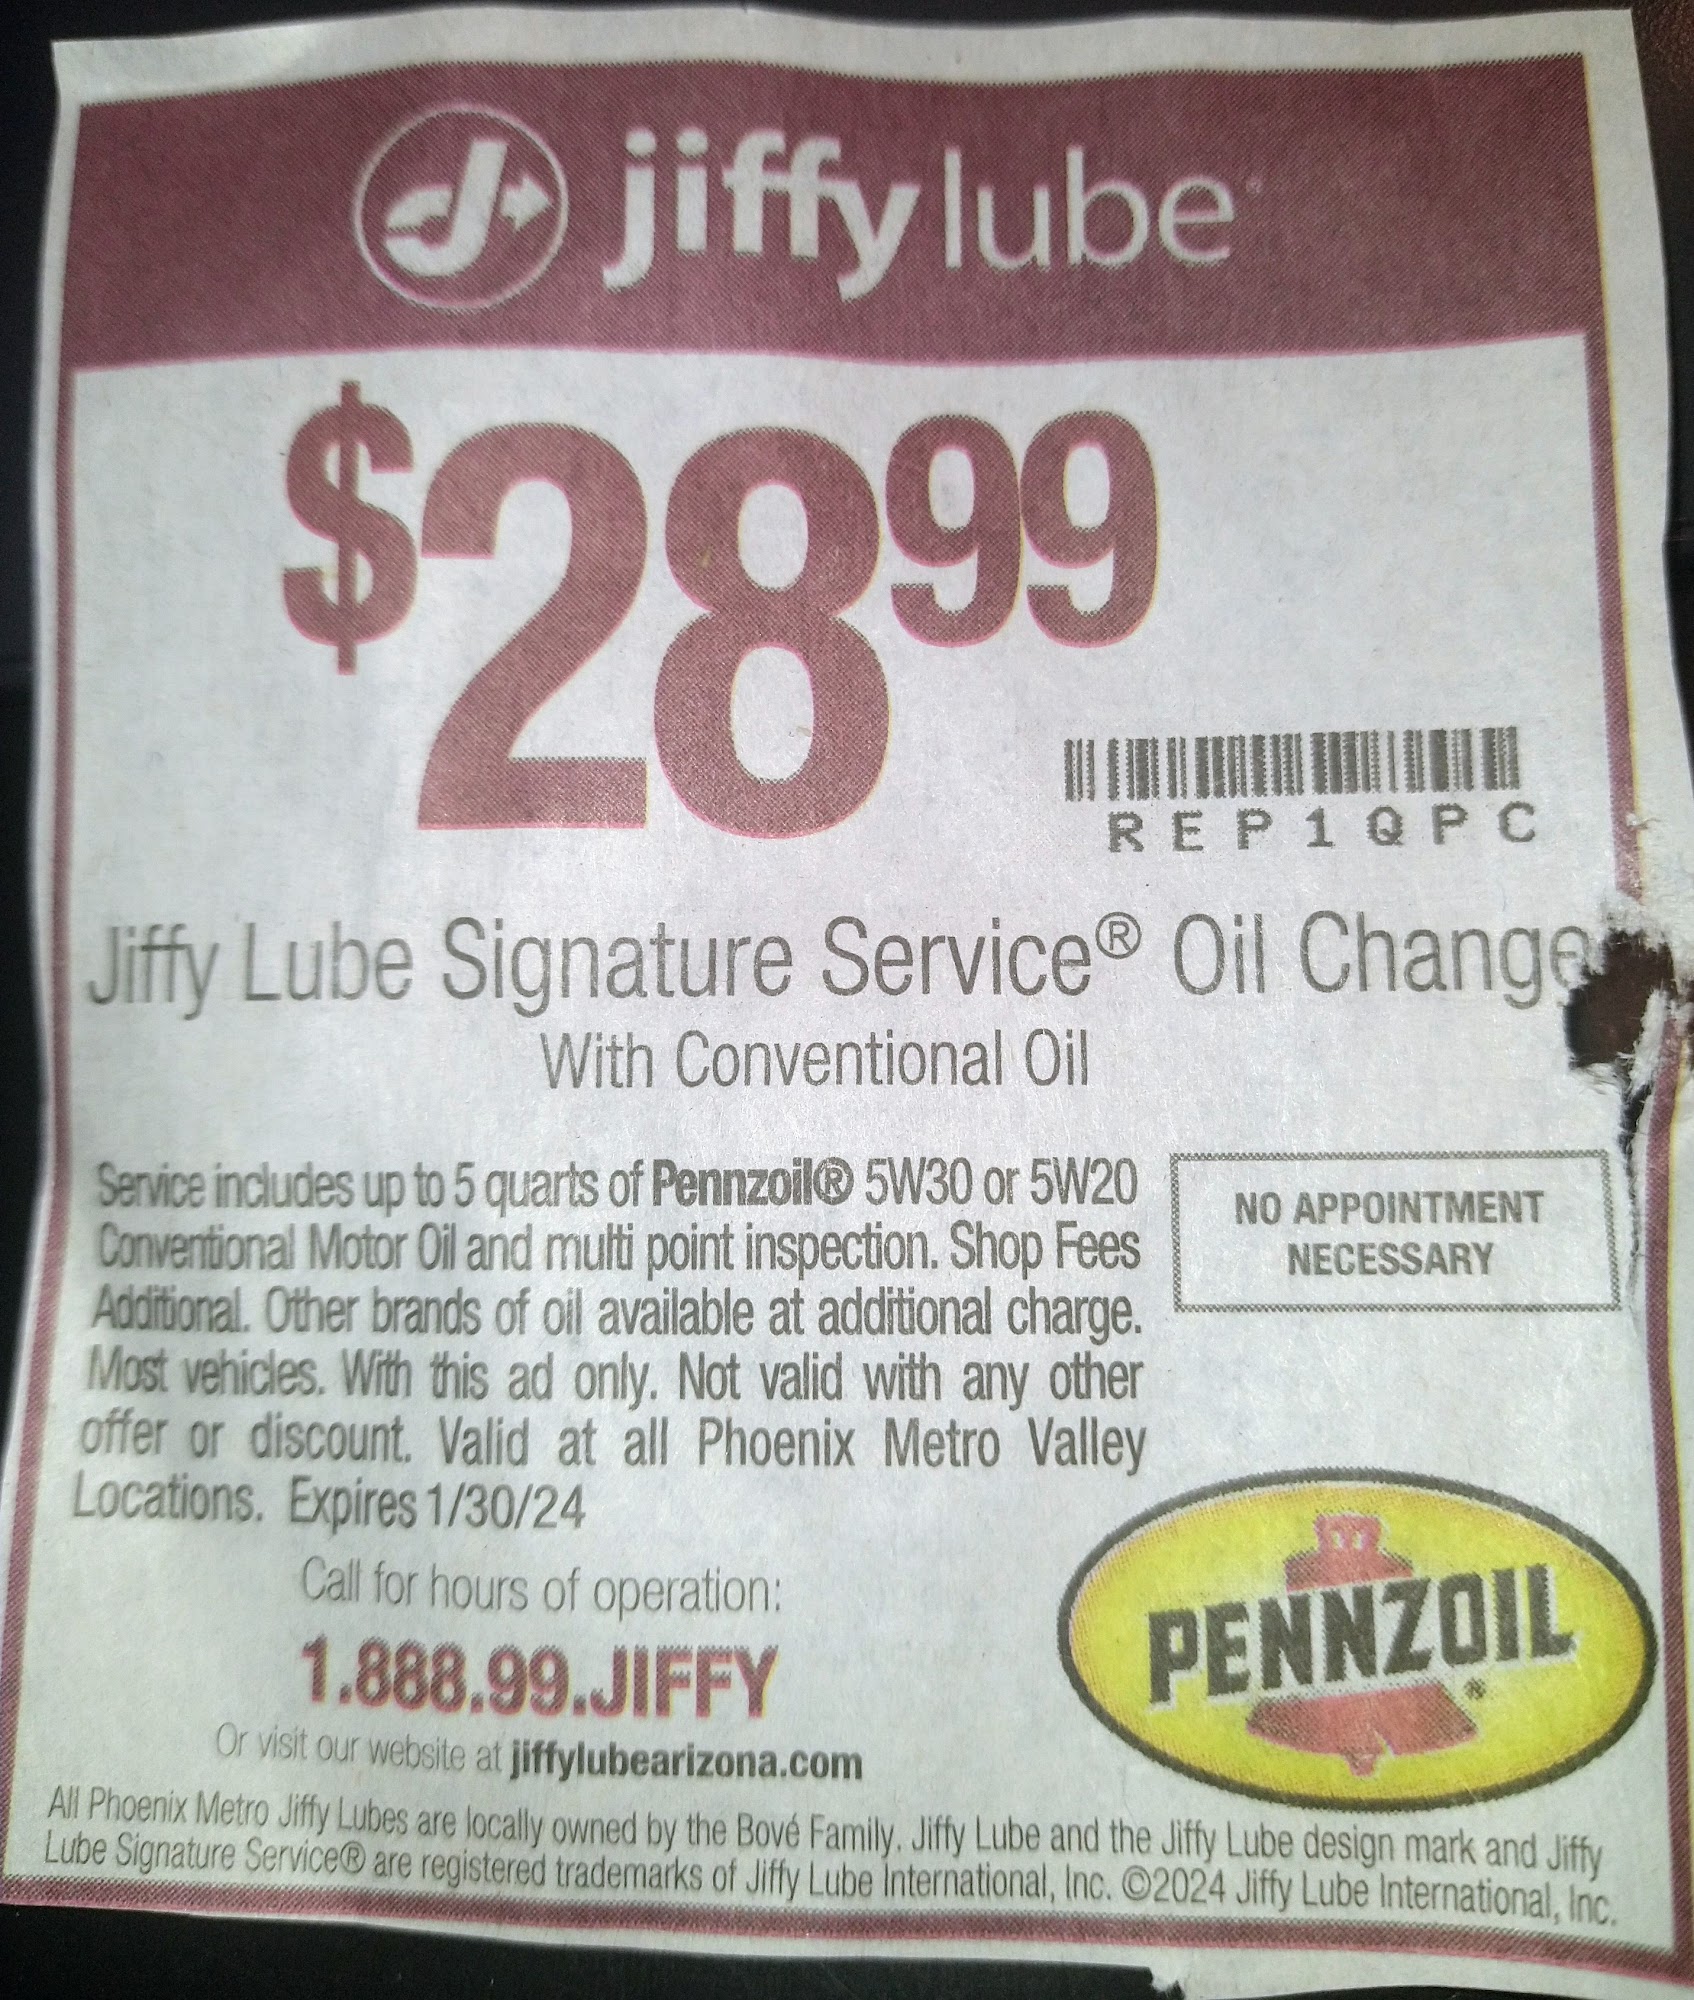 jiffy lube
$28.99
REP1QPC
Jiffy Lube Signature Service® Oil Change
With Conventional Oil
Service includes up to 5 quarts of Pennzoil® 5W30 or 5W20
Conventional Motor Oil and multi point inspection. Shop Fees
Additional. Other brands of oil available at additional charge.
Most vehicles. With this ad only. Not valid with any other
offer or discount. Valid at all Phoenix Metro Valley
Locations. Expires 1/30/24
NO APPOINTMENT
NECESSARY
Call for hours of operation:
1.888.99.JIFFY
Or visit our website at jiffylubearizona.com
PENNZOIL®
All Phoenix Metro Jiffy Lubes are locally owned by the Bové Family. Jiffy Lube and the Jiffy Lube design mark and Jiffy
Lube Signature Service® are registered trademarks of Jiffy Lube International, Inc. ©2024 Jiffy Lube International, Inc.